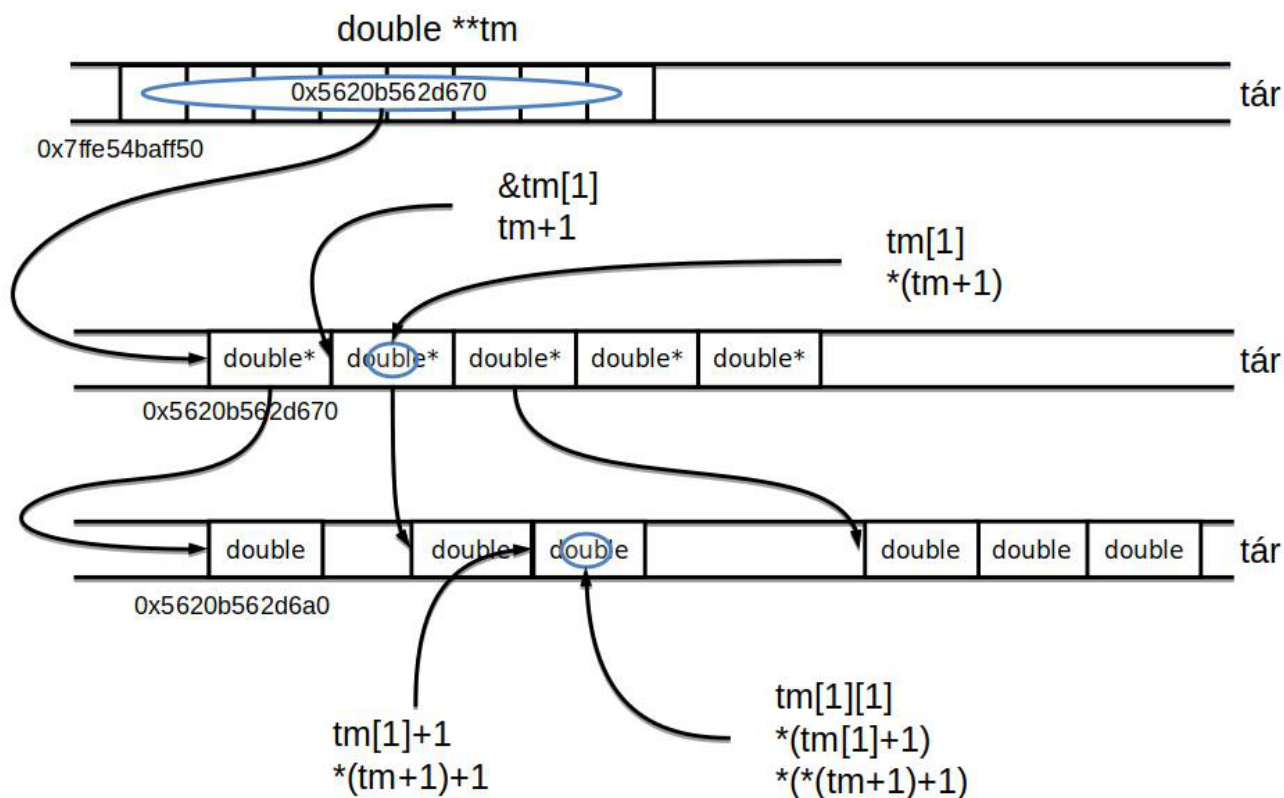 double **tm
0x5620b562d670
tár
0x7ffe54baff50
&tm[1]
tm+1
tm[1]
*(tm+1)
double* double* double* double* double*
tár
0x5620b562d670
double double double double double double
tár
0x5620b562d6a0
tm[1]+1
*(tm+1)+1
tm[1][1]
*(tm[1]+1)
*(*(tm+1)+1)